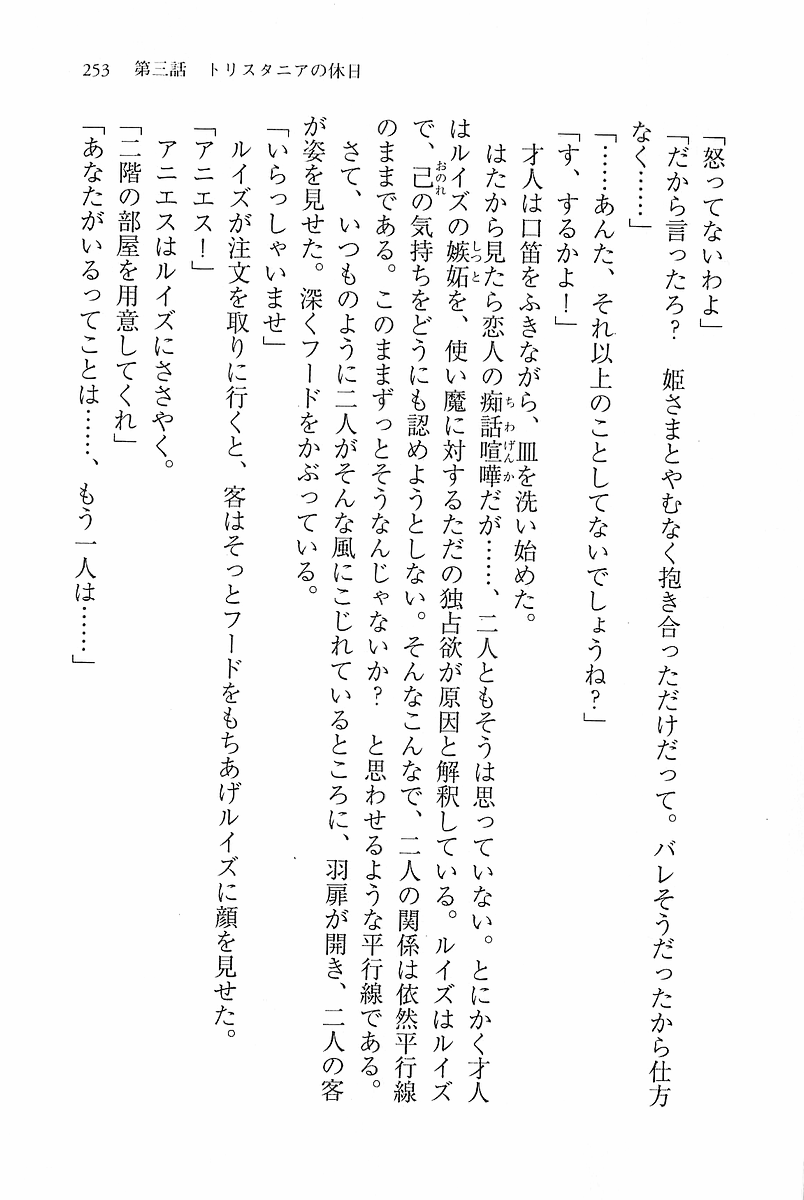 253　第三話　トリスタニアの休日
「怒ってないわよ」
「だから言ったろ？　姫さまとやむなく抱き合っただけだって。バレそうだったから仕方
なく……」
「……あんた、それ以上のことしてないでしょうね？」
「す、するかよ！」
　才人は口笛をふきながら、皿を洗い始めた。
　はたから見たら恋人の痴話喧嘩だが……、二人ともそうは思っていない。とにかく才人
はルイズの嫉妬を、使い魔に対するただの独占欲が原因と解釈している。ルイズはルイズ
で、己の気持ちをどうにも認めようとしない。そんなこんなで、二人の関係は依然平行線
のままである。このままずっとそうなんじゃないか？　と思わせるような平行線である。
　さて、いつものように二人がそんな風にこじれているところに、羽扉が開き、二人の客
が姿を見せた。深くフードをかぶっている。
「いらっしゃいませ」
　ルイズが注文を取りに行くと、客はそっとフードをもちあげルイズに顔を見せた。
「アニエス！」
　アニエスはルイズにささやく。
「二階の部屋を用意してくれ」
「あなたがいるってことは……、もう一人は……」